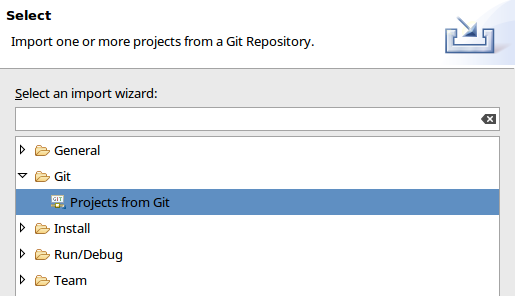 Select
Import one or more projects from a Git Repository.
Select an import wizard:
General
Git
GIT Projects from Git
Install
Run/Debug
Team